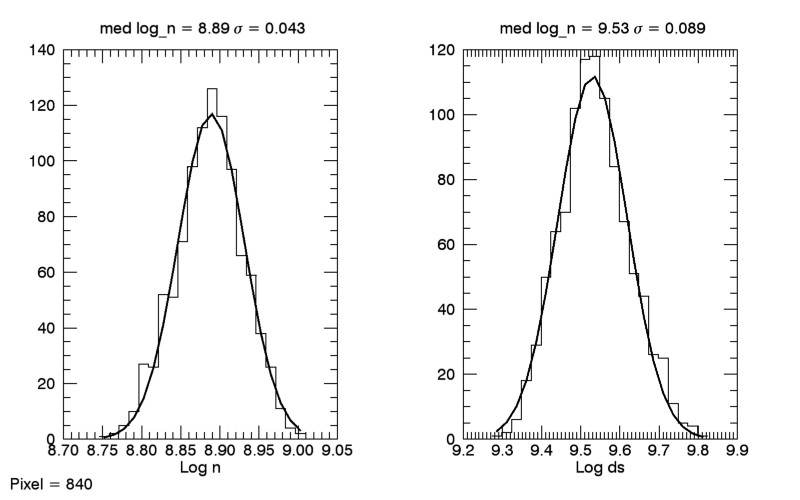 med log_n = 8.89 σ = 0.043
140
120
100
80
60
40
20
0
8.70 8.75 8.80 8.85 8.90 8.95 9.00 9.05
Log n
med log_n = 9.53 σ = 0.089
120
100
80
60
40
20
0
9.2 9.3 9.4 9.5 9.6 9.7 9.8 9.9
Log ds
Pixel = 840